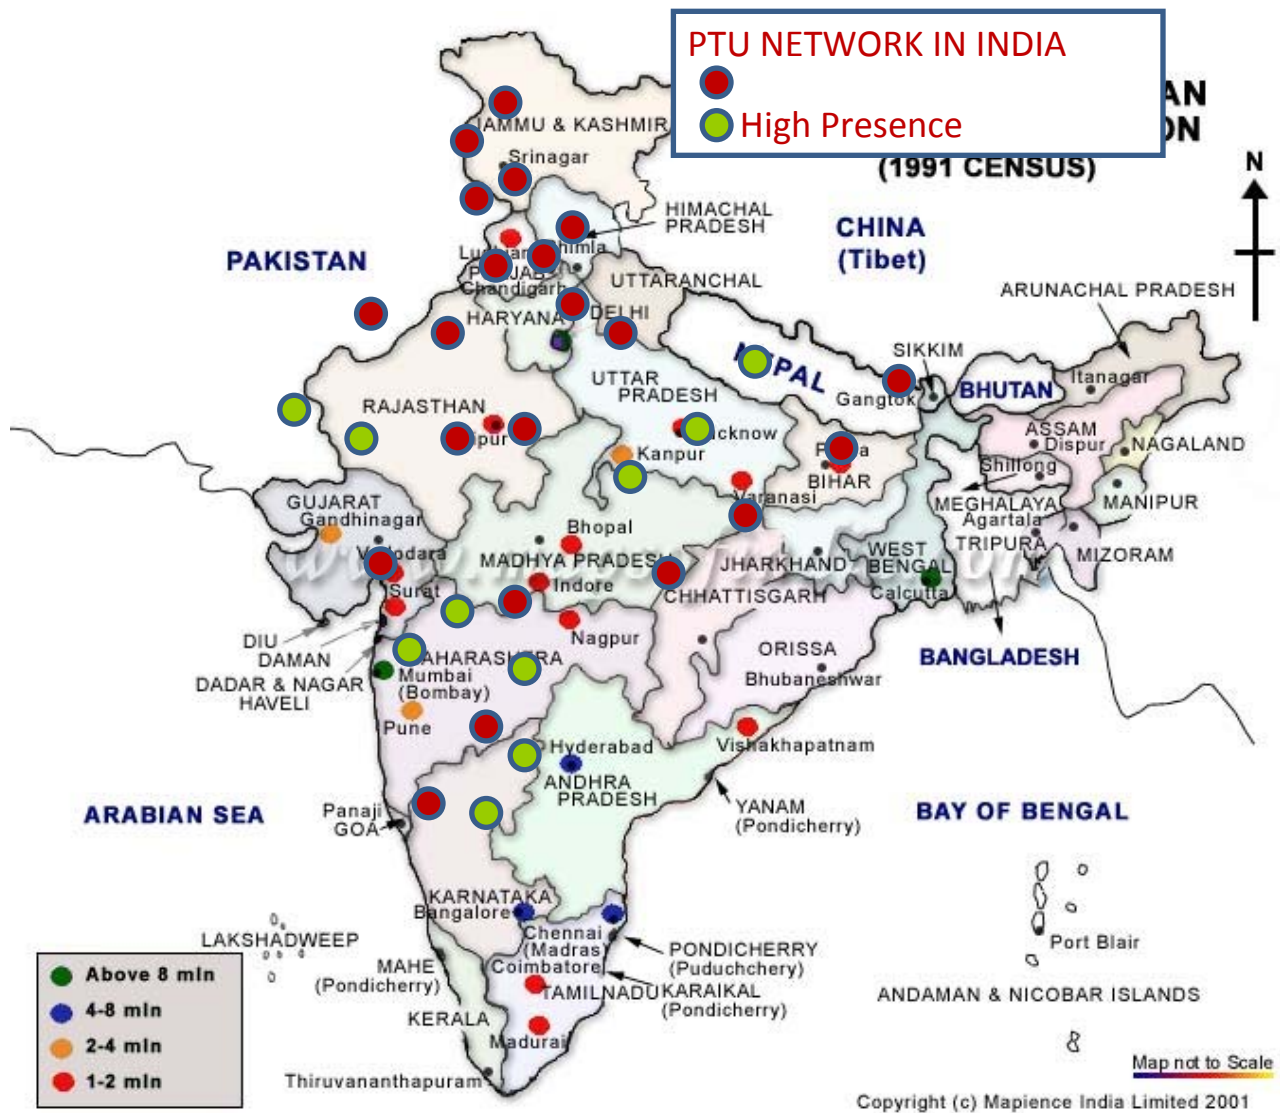 PTU NETWORK IN INDIA
High Presence
AN
ON
(1991 CENSUS)
N
JAMMU & KASHMIR
Srinagar
HIMACHAL
PRADESH
CHINA
(Tibet)
PAKISTAN
Shimla
PUNJAB
Chandigarh
UTTARANCHAL
ARUNACHAL PRADESH
HARYANA
DELHI
SIKKIM
NEPAL
BHUTAN
Itanagar
Gangtok
UTTAR
PRADESH
RAJASTHAN
ASSAM
Dispur
NAGALAND
Kanpur
BIHAR
Shillong
Varanasi
MEGHALAYA
MANIPUR
GUJARAT
Gandhinagar
Agartala
TRIPURA
Bhopal
MADHYA PRADESH
JHARKHAND
WEST
BENGAL
MIZORAM
Vadodara
Surat
Indore
CHHATTISGARH
Calcutta
DIU
DAMAN
DADAR & NAGAR
HAVELI
Nagpur
MAHARASHTRA
Mumbai
(Bombay)
ORISSA
Bhubaneshwar
BANGLADESH
Pune
Hyderabad
Vishakhapatnam
ANDHRA
PRADESH
YANAM
(Pondicherry)
ARABIAN SEA
Panaji
GOA
BAY OF BENGAL
KARNATAKA
Bangalore
Chennai
(Madras)
LAKSHADWEEP
PONDICHERRY
(Puduchchery)
Port Blair
MAHE
(Pondicherry)
Coimbatore
TAMILNADU
KARAIKAL
(Pondicherry)
ANDAMAN & NICOBAR ISLANDS
KERALA
Madurai
Thiruvananthapuram
Above 8 mln
4-8 mln
2-4 mln
1-2 mln
Map not to Scale
Copyright (c) Mapience India Limited 2001